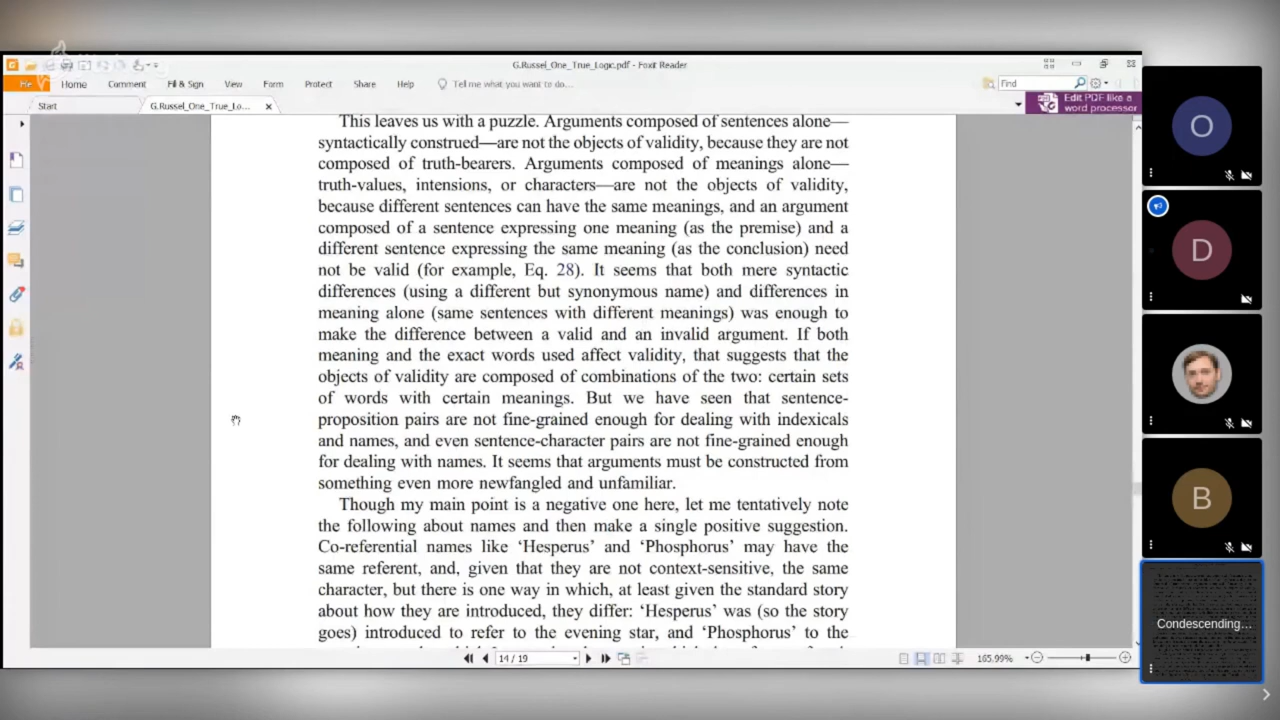 G.Russel_One_True_Logic.pdf - Foxit Reader
Home Comment Fill & Sign View Form Protect Share Help Tell me what you want to do...
Find
Start G.Russel_One_True_Lo...
Edit PDF like a
word processor
This leaves us with a puzzle. Arguments composed of sentences alone—
syntactically construed—are not the objects of validity, because they are not
composed of truth-bearers. Arguments composed of meanings alone—
truth-values, intensions, or characters—are not the objects of validity,
because different sentences can have the same meanings, and an argument
composed of a sentence expressing one meaning (as the premise) and a
different sentence expressing the same meaning (as the conclusion) need
not be valid (for example, Eq. 28). It seems that both mere syntactic
differences (using a different but synonymous name) and differences in
meaning alone (same sentences with different meanings) was enough to
make the difference between a valid and an invalid argument. If both
meaning and the exact words used affect validity, that suggests that the
objects of validity are composed of combinations of the two: certain sets
of words with certain meanings. But we have seen that sentence-
proposition pairs are not fine-grained enough for dealing with indexicals
and names, and even sentence-character pairs are not fine-grained enough
for dealing with names. It seems that arguments must be constructed from
something even more newfangled and unfamiliar.
Though my main point is a negative one here, let me tentatively note
the following about names and then make a single positive suggestion.
Co-referential names like ‘Hesperus’ and ‘Phosphorus’ may have the
same referent, and, given that they are not context-sensitive, the same
character, but there is one way in which, at least given the standard story
about how they are introduced, they differ: ‘Hesperus’ was (so the story
goes) introduced to refer to the evening star, and ‘Phosphorus’ to the
165.99%
O
D
B
Condescending...